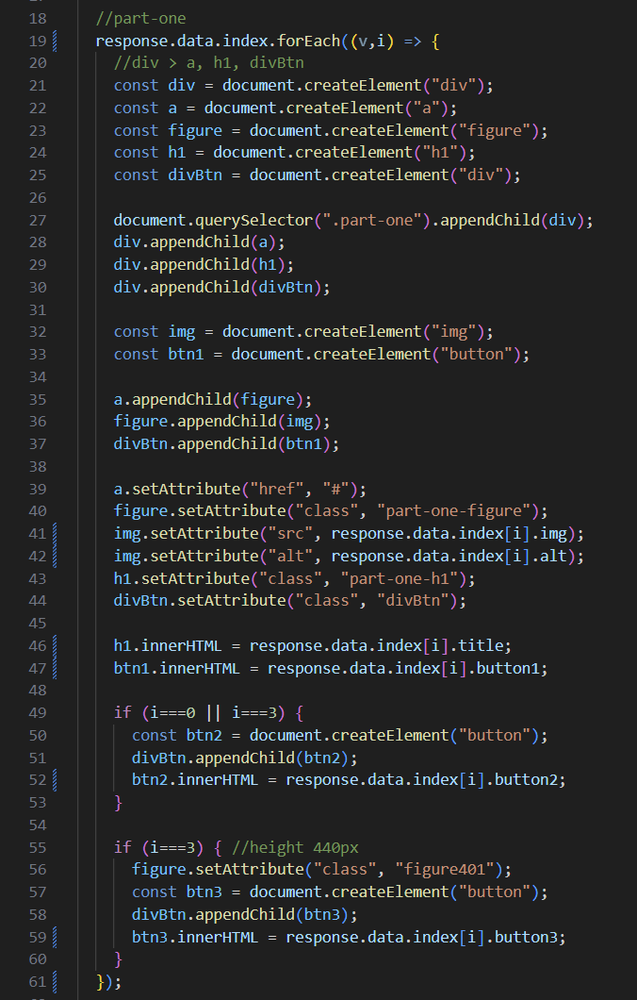 18 //part-one
19 response.data.index.forEach((v,i) => {
20 //div > a, h1, divBtn
21 const div = document.createElement("div");
22 const a = document.createElement("a");
23 const figure = document.createElement("figure");
24 const h1 = document.createElement("h1");
25 const divBtn = document.createElement("div");
26
27 document.querySelector(".part-one").appendChild(div);
28 div.appendChild(a);
29 div.appendChild(h1);
30 div.appendChild(divBtn);
31
32 const img = document.createElement("img");
33 const btn1 = document.createElement("button");
34
35 a.appendChild(figure);
36 figure.appendChild(img);
37 divBtn.appendChild(btn1);
38
39 a.setAttribute("href", "#");
40 figure.setAttribute("class", "part-one-figure");
41 img.setAttribute("src", response.data.index[i].img);
42 img.setAttribute("alt", response.data.index[i].alt);
43 h1.setAttribute("class", "part-one-h1");
44 divBtn.setAttribute("class", "divBtn");
45
46 h1.innerHTML = response.data.index[i].title;
47 btn1.innerHTML = response.data.index[i].button1;
48
49 if (i===0 || i===3) {
50 const btn2 = document.createElement("button");
51 divBtn.appendChild(btn2);
52 btn2.innerHTML = response.data.index[i].button2;
53 }
54
55 if (i===3) { //height 440px
56 figure.setAttribute("class", "figure401");
57 const btn3 = document.createElement("button");
58 divBtn.appendChild(btn3);
59 btn3.innerHTML = response.data.index[i].button3;
60 }
61 });